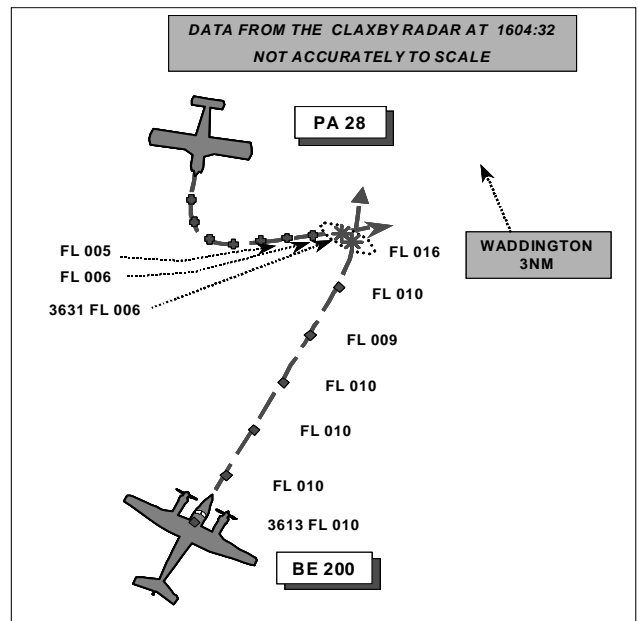 DATA FROM THE CLAXBY RADAR AT 1604:32
NOT ACCURATELY TO SCALE
PA 28
WADDINGTON
3NM
FL 005
FL 006
3631 FL 006
FL 016
FL 010
FL 009
FL 010
FL 010
FL 010
3613 FL 010
BE 200